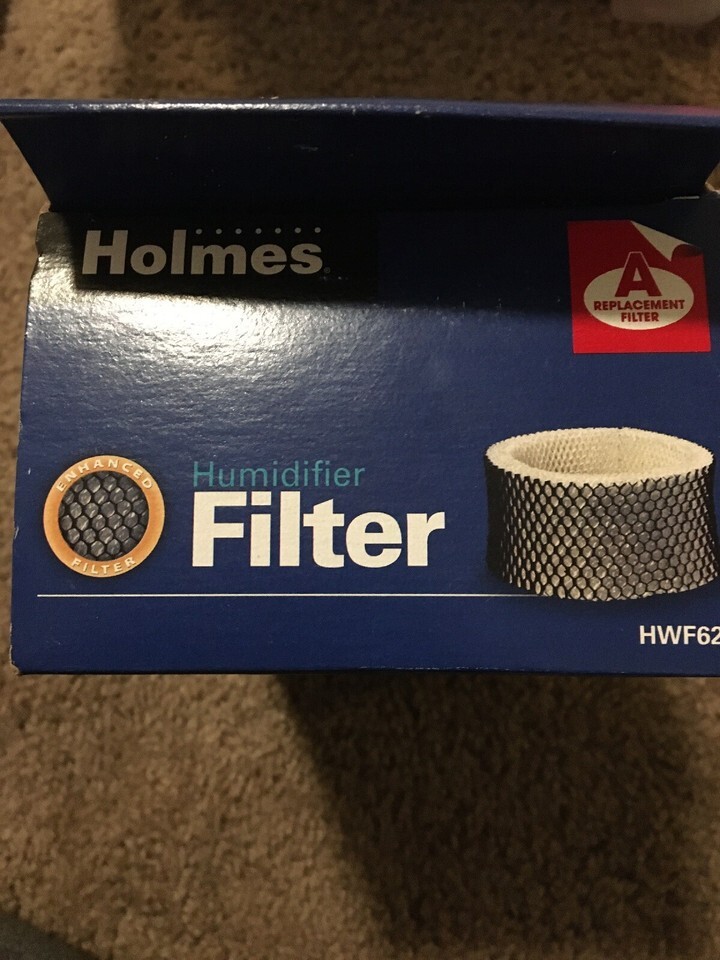 Holmes
A
REPLACEMENT
FILTER
ENHANCED
FILTER
Humidifier
Filter
HWF62